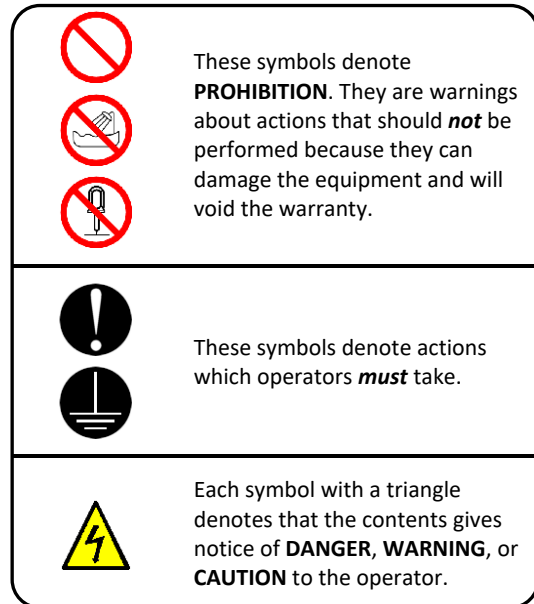 These symbols denote
PROHIBITION. They are warnings
about actions that should not be
performed because they can
damage the equipment and will
void the warranty.
These symbols denote actions
which operators must take.
Each symbol with a triangle
denotes that the contents gives
notice of DANGER, WARNING, or
CAUTION to the operator.